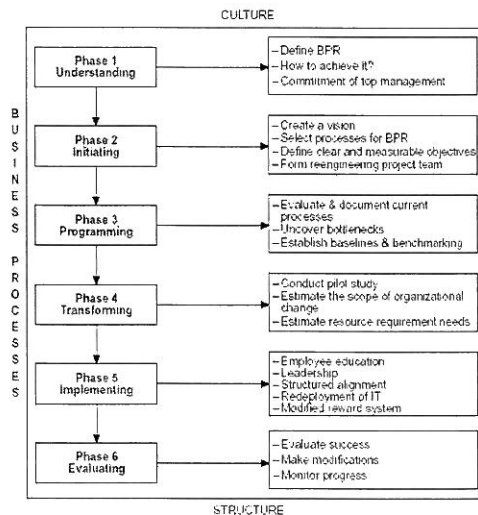 CULTURE
BUSINESS PROCESSES
Phase 1
Understanding
– Define BPR
– How to achieve it?
– Commitment of top management
Phase 2
Initiating
– Create a vision
– Select processes for BPR
– Define clear and measurable objectives
– Form reengineering project team
Phase 3
Programming
– Evaluate & document current
processes
– Uncover bottlenecks
– Establish baselines & benchmarking
Phase 4
Transforming
– Conduct pilot study
– Estimate the scope of organizational
change
– Estimate resource requirement needs
Phase 5
Implementing
– Employee education
– Leadership
– Structured alignment
– Redeployment of IT
– Modified reward system
Phase 6
Evaluating
– Evaluate success
– Make modifications
– Monitor progress
STRUCTURE